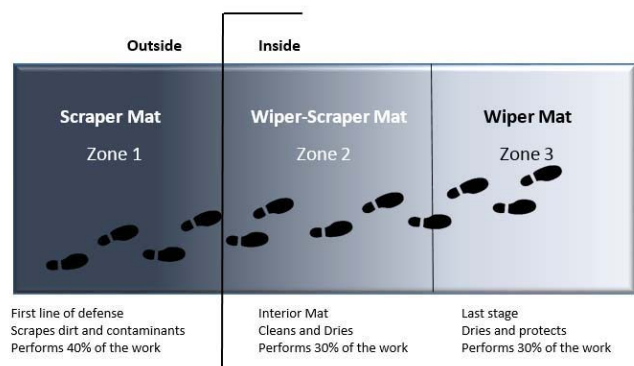 Outside
Inside
Scraper Mat
Zone 1
Wiper-Scraper Mat
Zone 2
Wiper Mat
Zone 3
First line of defense
Scrapes dirt and contaminants
Performs 40% of the work
Interior Mat
Cleans and Dries
Performs 30% of the work
Last stage
Dries and protects
Performs 30% of the work